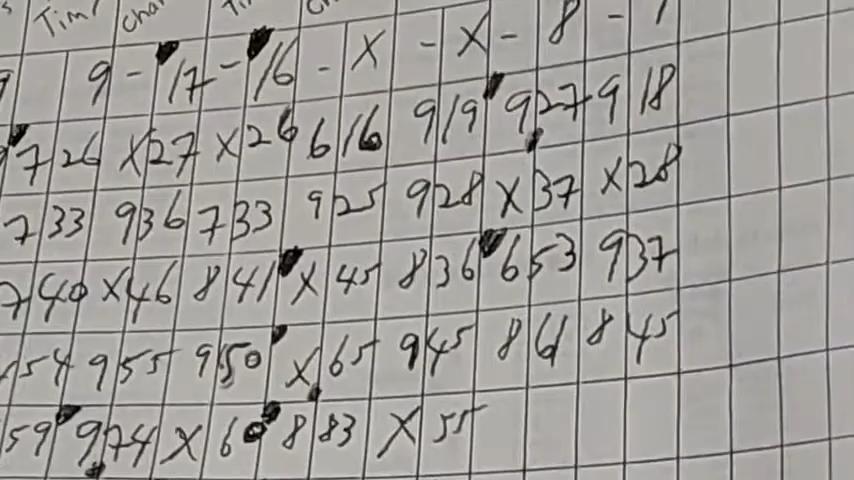 Tim Char
9 - 17 - 16 - X - X - 8 - 1
7 26 X 27 X 26 6 16 9 19 9 27 9 18
7 33 9 36 7 33 9 25 9 28 X 37 X 28
7 40 X 46 8 41 X 45 8 36 6 53 9 37
54 9 55 9 50 X 65 9 45 8 61 8 45
59 9 74 X 60 8 83 X 55